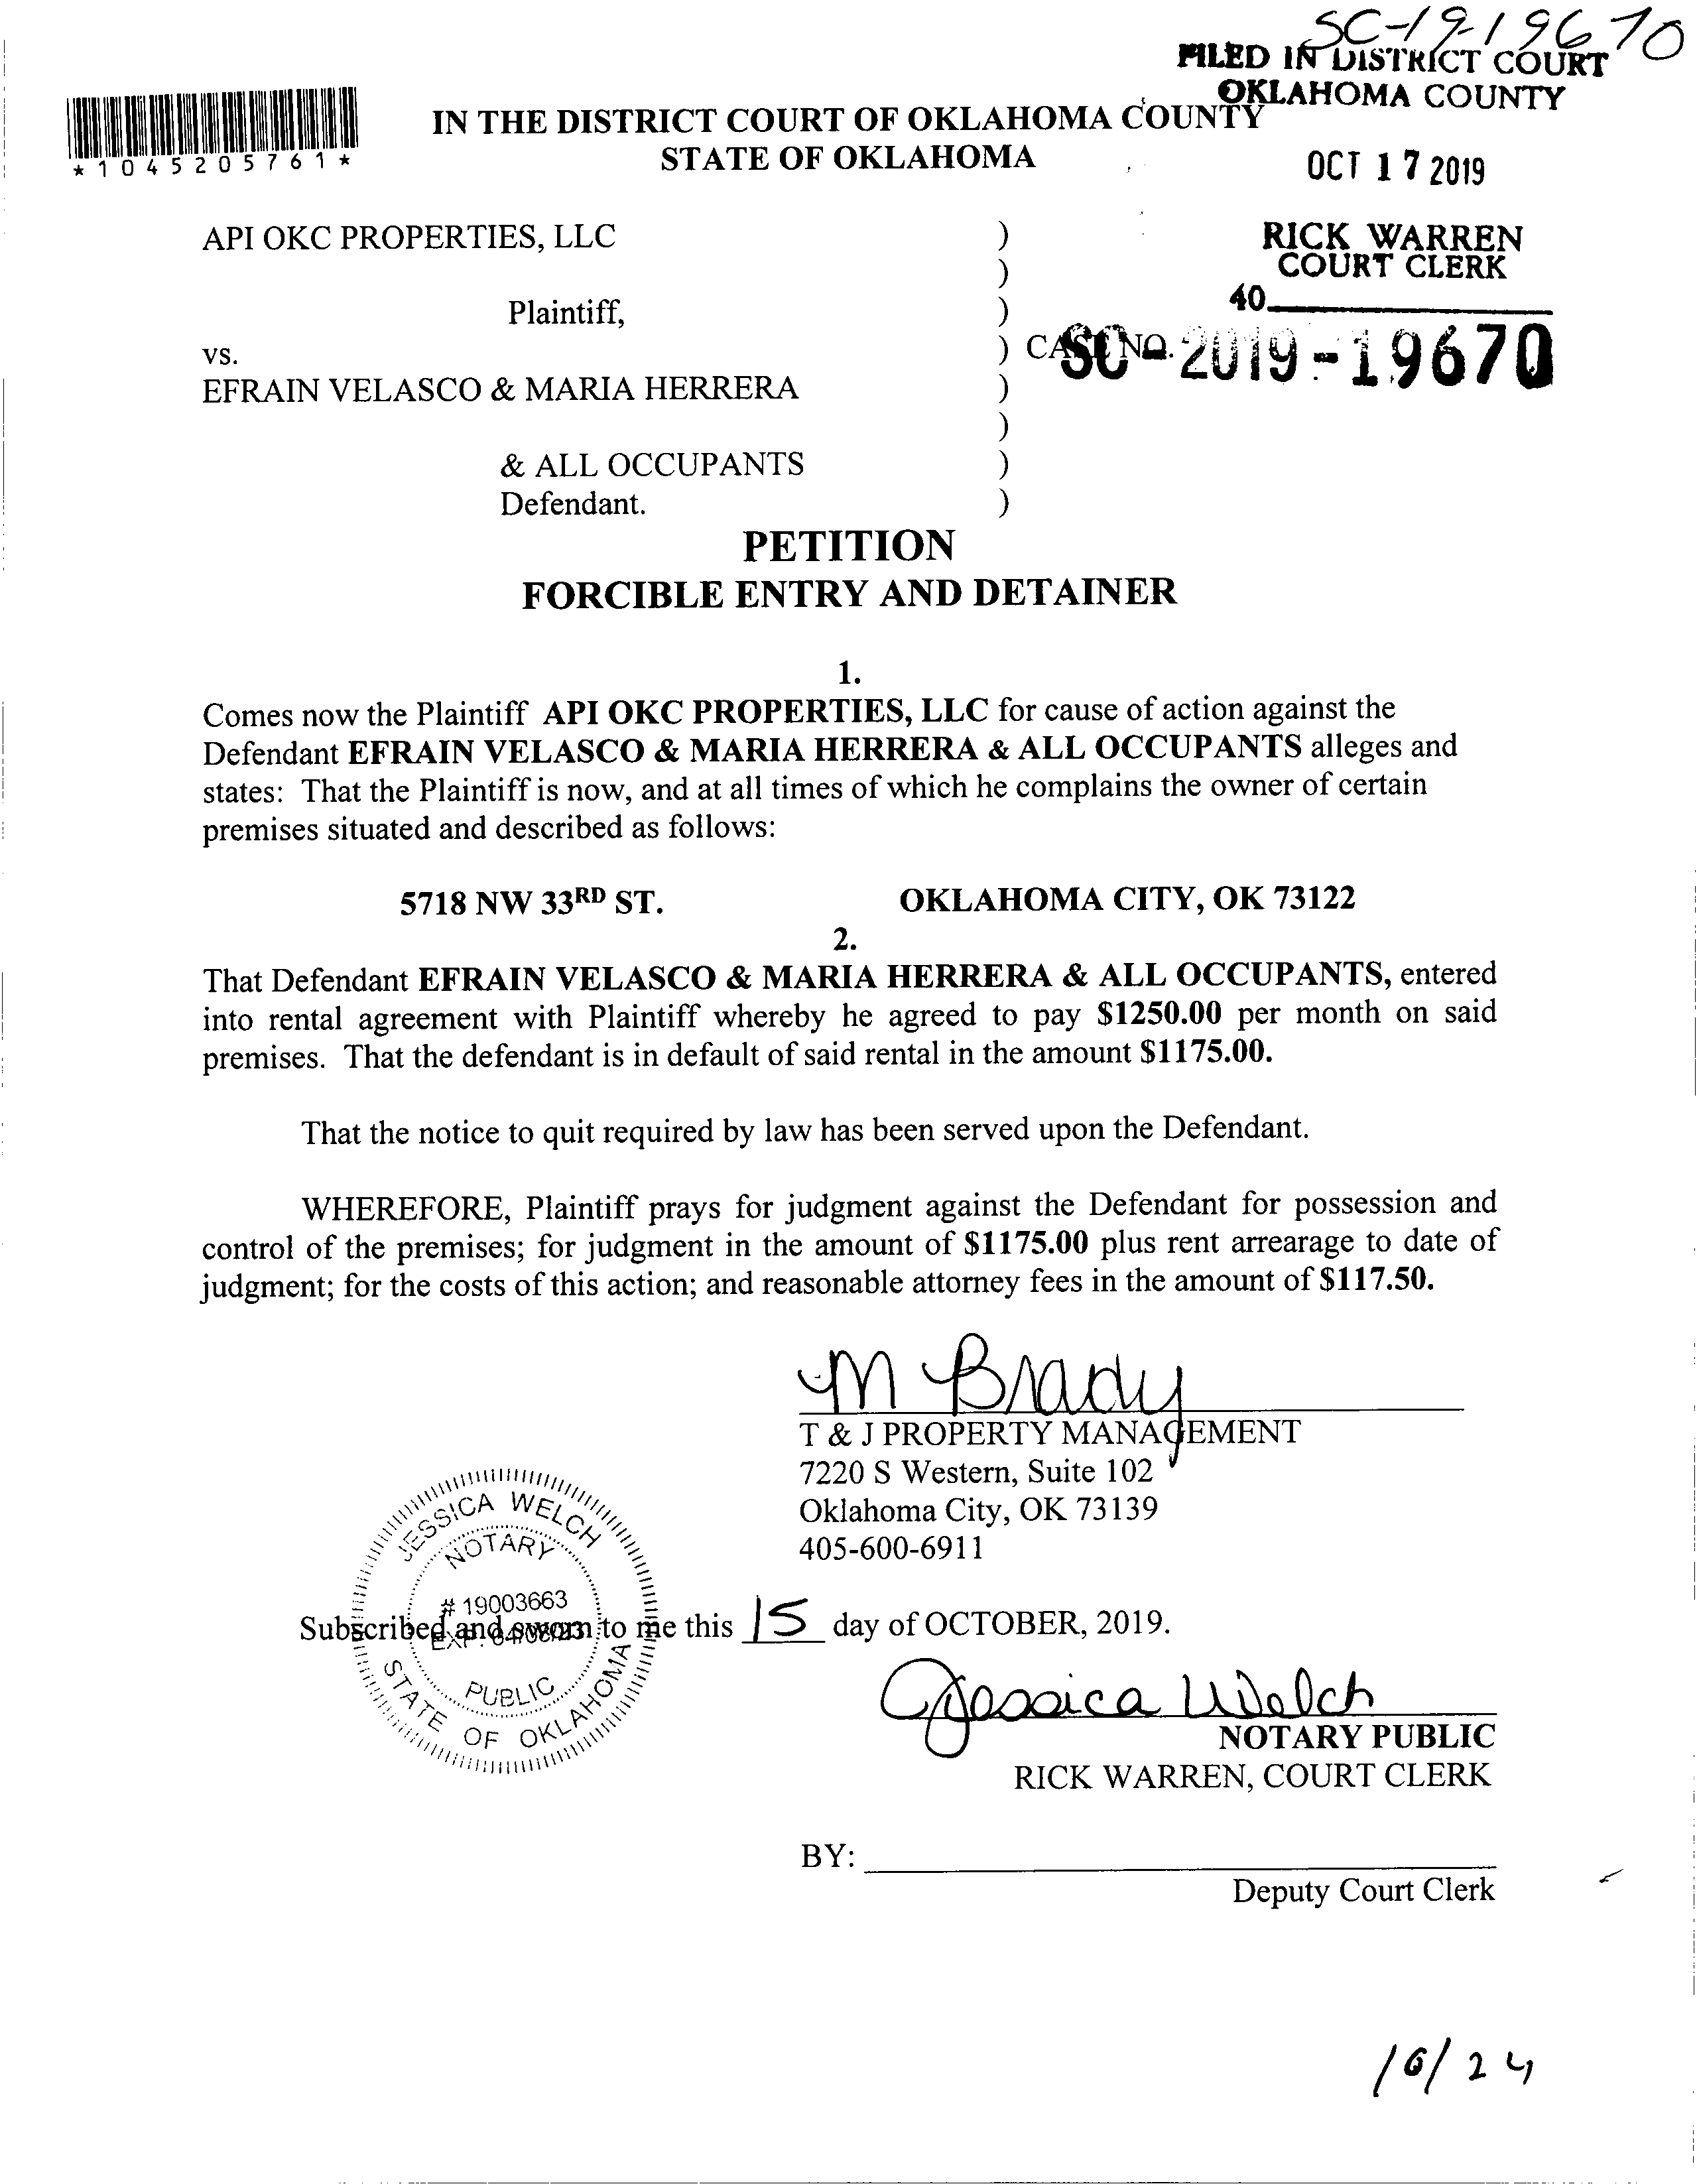 SC-19-19670
FILED IN DISTRICT COURT
OKLAHOMA COUNTY
IN THE DISTRICT COURT OF OKLAHOMA COUNTY
STATE OF OKLAHOMA
*1045205761*
OCT 17 2019
RICK WARREN
COURT CLERK
40
API OKC PROPERTIES, LLC )
)
Plaintiff, )
vs. ) CASE NO. SC-2019-19670
EFRAIN VELASCO & MARIA HERRERA )
)
& ALL OCCUPANTS )
Defendant. )
PETITION
FORCIBLE ENTRY AND DETAINER
1.
Comes now the Plaintiff API OKC PROPERTIES, LLC for cause of action against the
Defendant EFRAIN VELASCO & MARIA HERRERA & ALL OCCUPANTS alleges and
states: That the Plaintiff is now, and at all times of which he complains the owner of certain
premises situated and described as follows:
5718 NW 33RD ST. OKLAHOMA CITY, OK 73122
2.
That Defendant EFRAIN VELASCO & MARIA HERRERA & ALL OCCUPANTS, entered
into rental agreement with Plaintiff whereby he agreed to pay $1250.00 per month on said
premises. That the defendant is in default of said rental in the amount $1175.00.
That the notice to quit required by law has been served upon the Defendant.
WHEREFORE, Plaintiff prays for judgment against the Defendant for possession and
control of the premises; for judgment in the amount of $1175.00 plus rent arrearage to date of
judgment; for the costs of this action; and reasonable attorney fees in the amount of $117.50.
M Brady
T & J PROPERTY MANAGEMENT
7220 S Western, Suite 102
Oklahoma City, OK 73139
405-600-6911
JESSICA WELCH
NOTARY
# 19003663
EXP. 04/08/23
PUBLIC
STATE OF OKLAHOMA
Subscribed and sworn to me this 15 day of OCTOBER, 2019.
Jessica Welch
NOTARY PUBLIC
RICK WARREN, COURT CLERK
BY:
Deputy Court Clerk
10/24